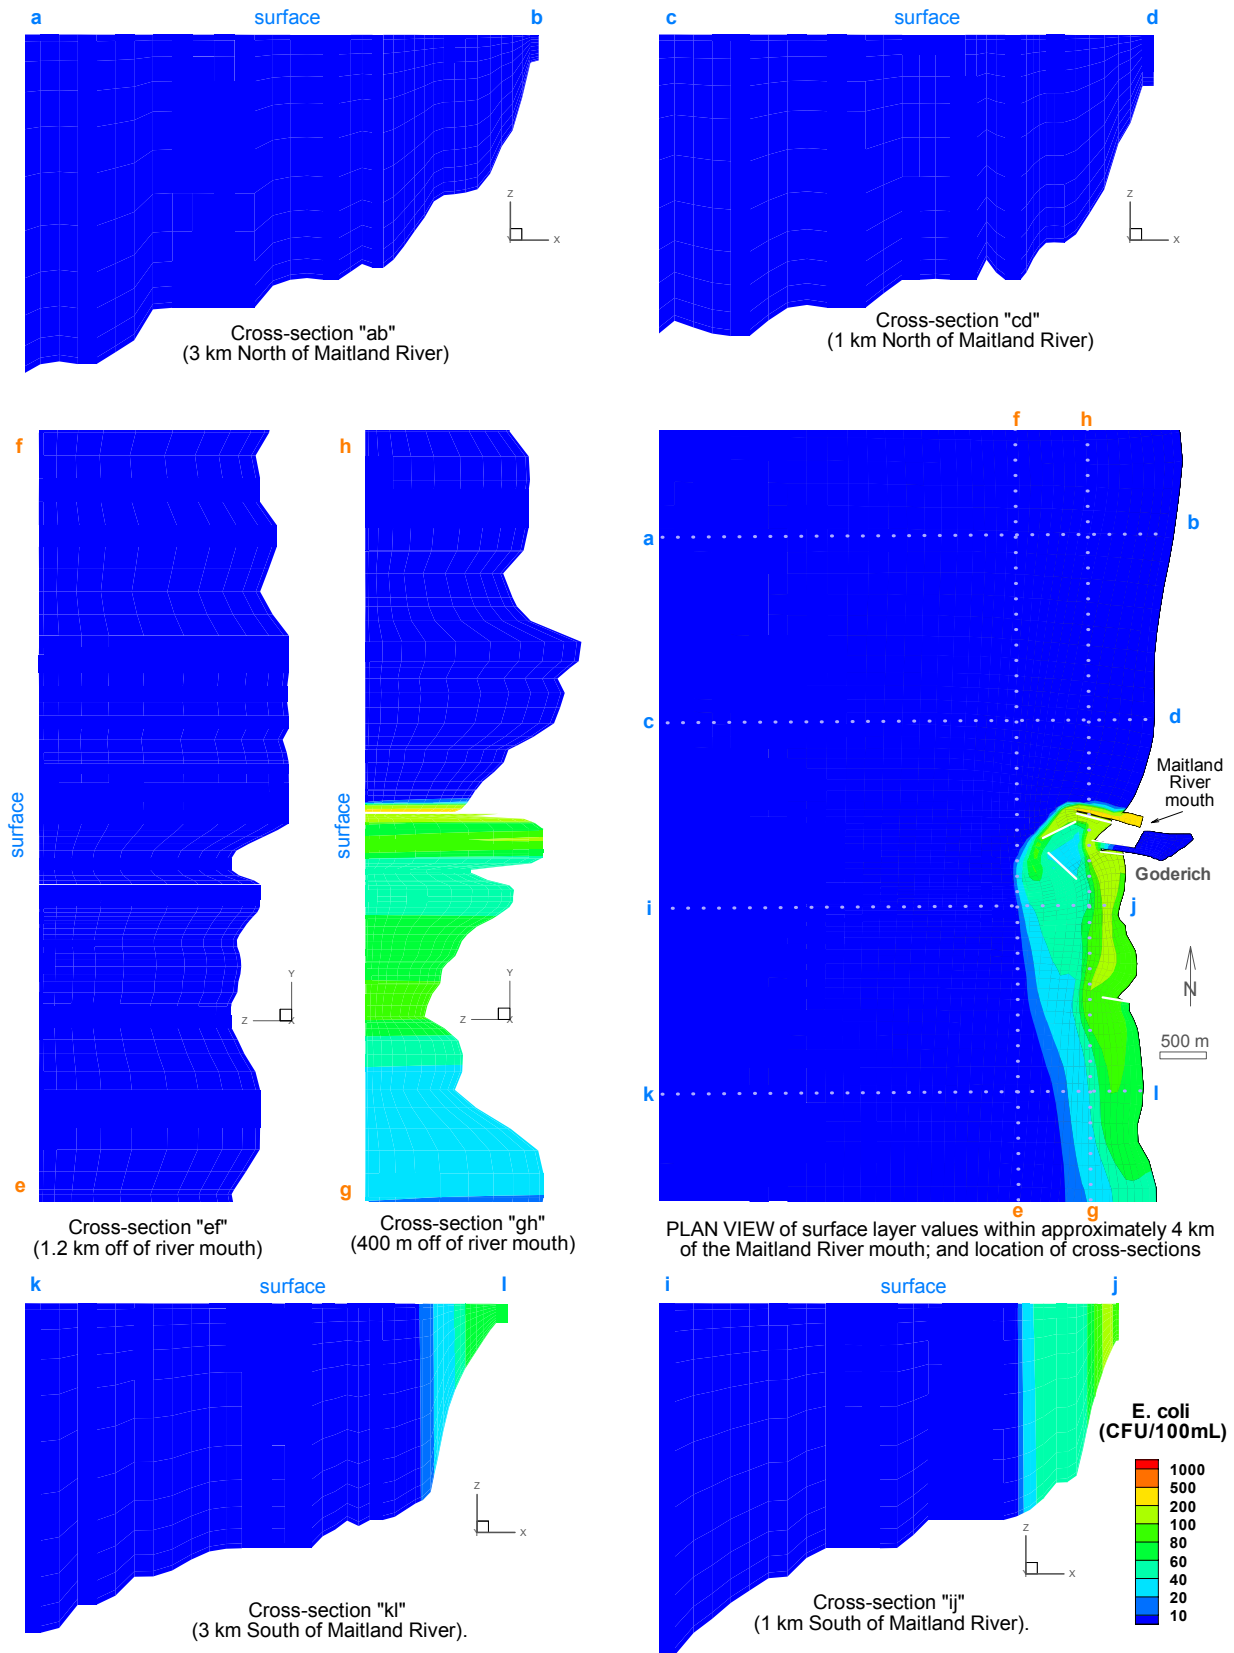 a surface b
c surface d
Z
X
Y
Z
X
Y
Cross-section "ab"
(3 km North of Maitland River)
Cross-section "cd"
(1 km North of Maitland River)
f
h
f
h
surface
surface
b
a
c
d
Maitland
River
mouth
Goderich
i
j
N
500 m
k
l
Y
Z
X
Y
Z
X
e
g
e
g
Cross-section "ef"
(1.2 km off of river mouth)
Cross-section "gh"
(400 m off of river mouth)
PLAN VIEW of surface layer values within approximately 4 km
of the Maitland River mouth; and location of cross-sections
k surface l
i surface j
Z
X
Y
Z
X
Y
Cross-section "kl"
(3 km South of Maitland River).
Cross-section "ij"
(1 km South of Maitland River).
E. coli
(CFU/100mL)
1000
500
200
100
80
60
40
20
10